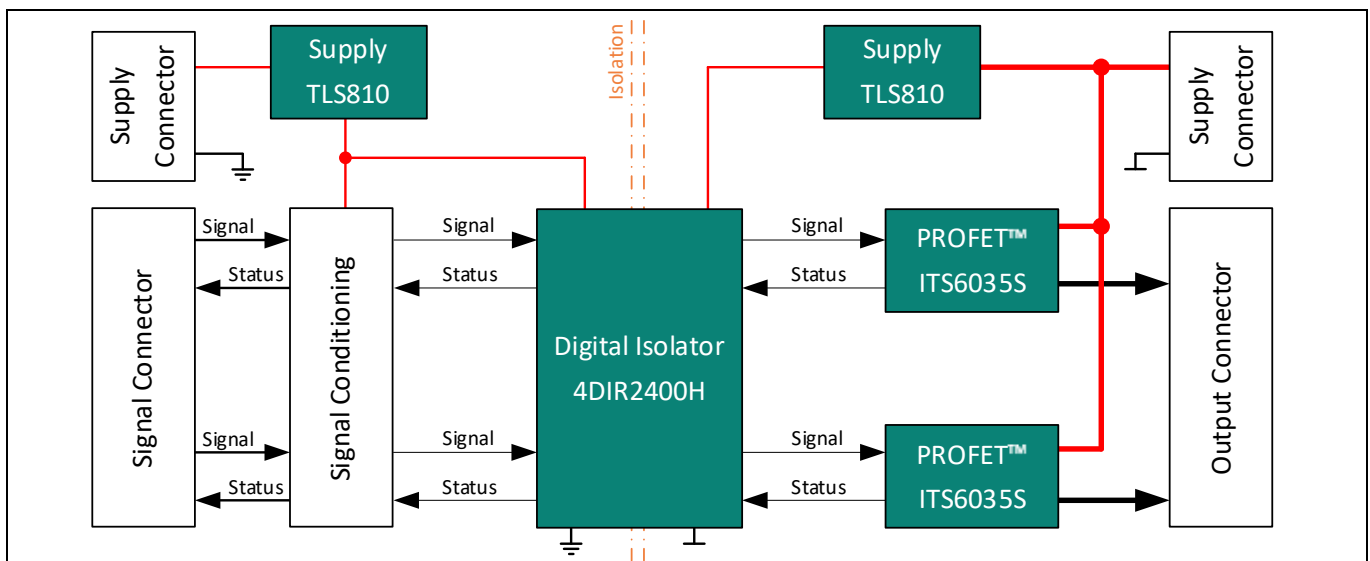 Supply
Connector
Supply
TLS810
Isolation
Supply
TLS810
Supply
Connector
Signal Connector
Signal
Status
Signal
Status
Signal Conditioning
Signal
Status
Signal
Status
Digital Isolator
4DIR2400H
Signal
Status
Signal
Status
PROFET™
ITS6035S
PROFET™
ITS6035S
Output Connector